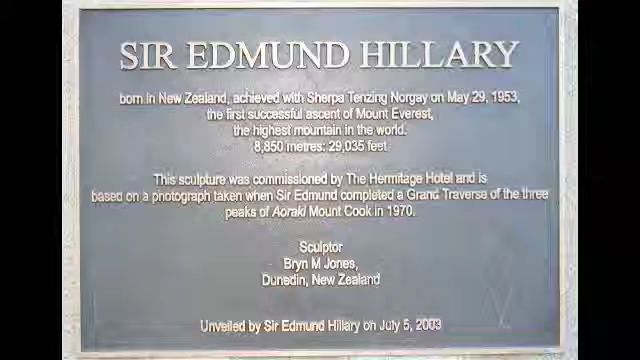 SIR EDMUND HILLARY
born in New Zealand, achieved with Sherpa Tenzing Norgay on May 29, 1953,
the first successful ascent of Mount Everest,
the highest mountain in the world.
8,850 metres: 29,035 feet
This sculpture was commissioned by The Hermitage Hotel and is
based on a photograph taken when Sir Edmund completed a Grand Traverse of the three
peaks of Aoraki Mount Cook in 1970.
Sculptor
Bryn M Jones,
Dunedin, New Zealand
Unveiled by Sir Edmund Hillary on July 5, 2003